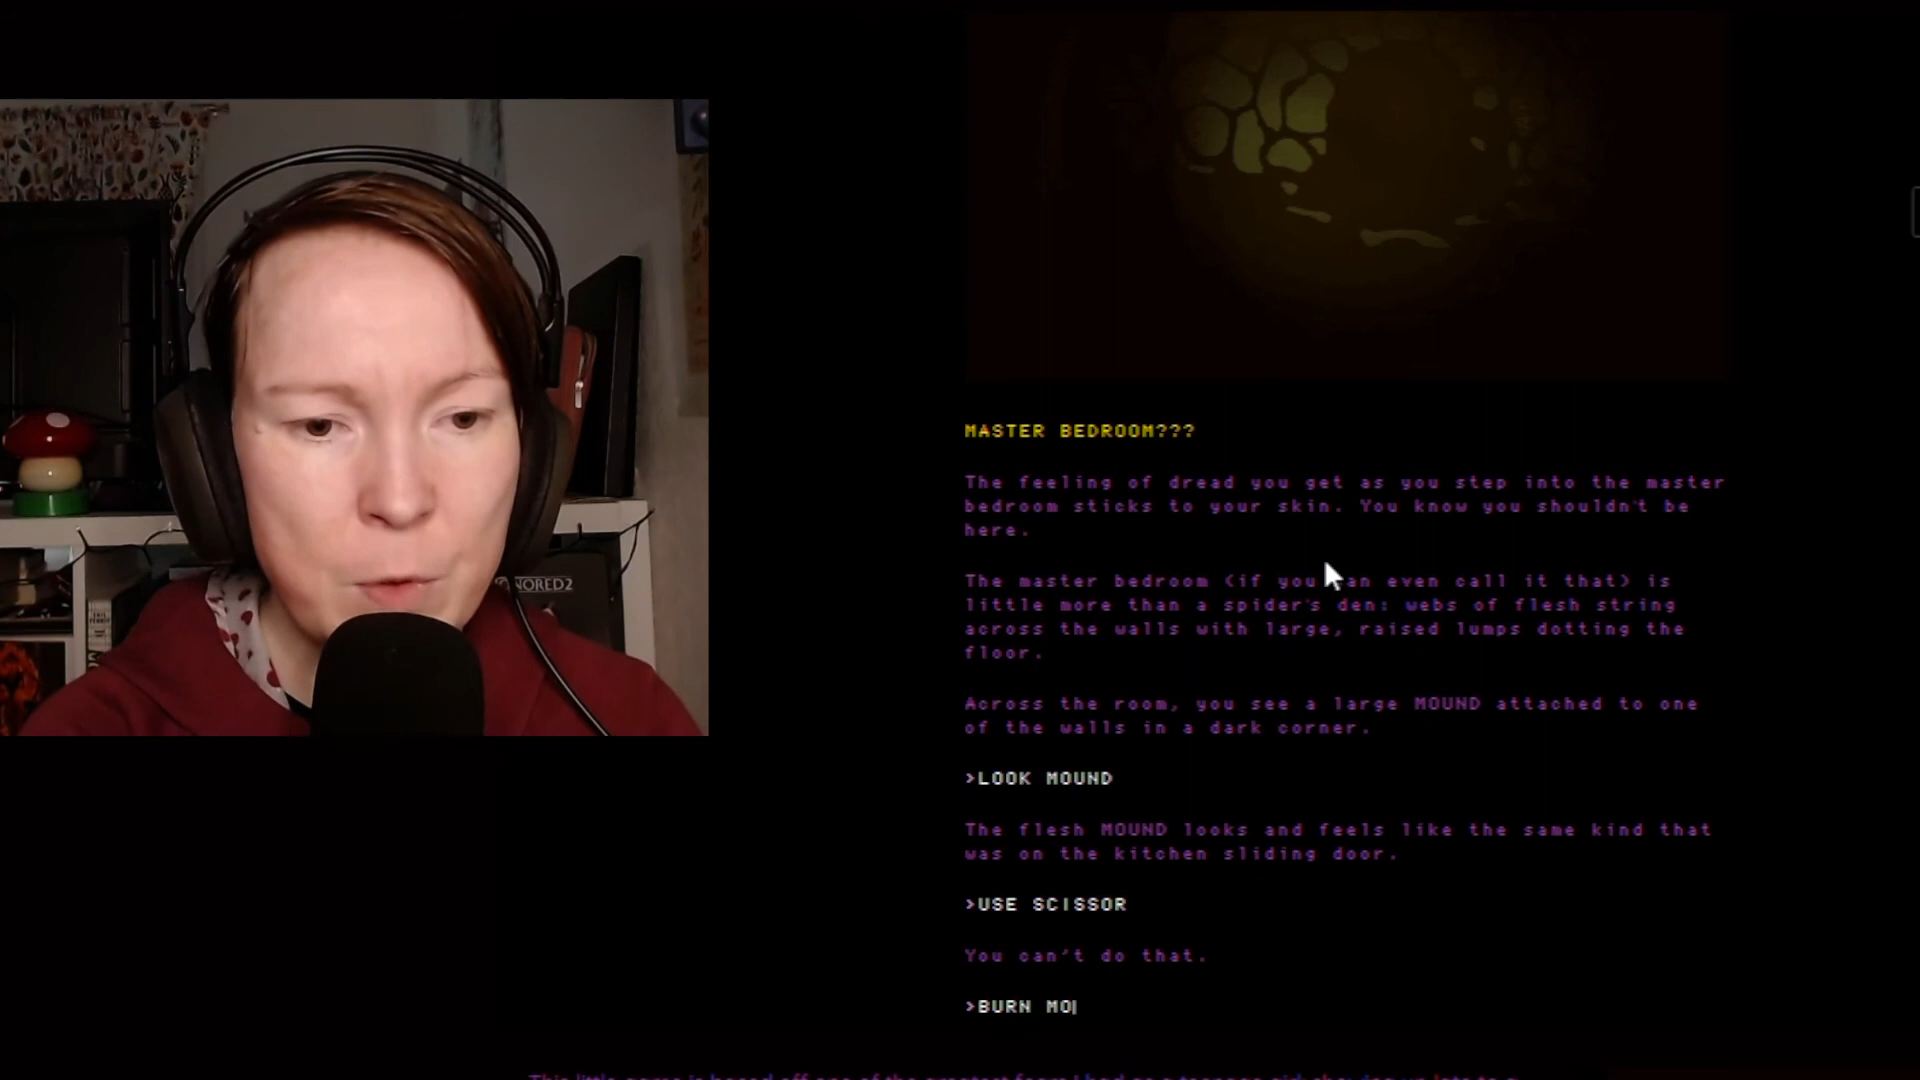 NORED2
MASTER BEDROOM???
The feeling of dread you get as you step into the master
bedroom sticks to your skin. You know you shouldn't be
here.
The master bedroom (if you can even call it that) is
little more than a spider's den: webs of flesh string
across the walls with large, raised lumps dotting the
floor.
Across the room, you see a large MOUND attached to one
of the walls in a dark corner.
>LOOK MOUND
The flesh MOUND looks and feels like the same kind that
was on the kitchen sliding door.
>USE SCISSOR
You can't do that.
>BURN MO